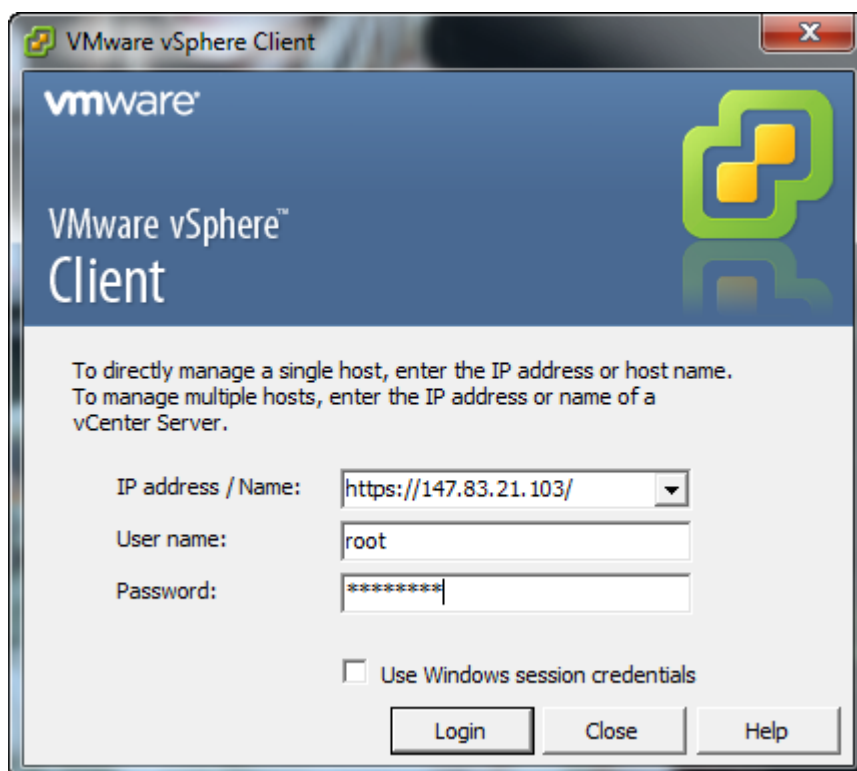 VMware vSphere Client
vmware
VMware vSphere™
Client
To directly manage a single host, enter the IP address or host name.
To manage multiple hosts, enter the IP address or name of a
vCenter Server.
IP address / Name: https://147.83.21.103/
User name: root
Password: ********
Use Windows session credentials
Login Close Help